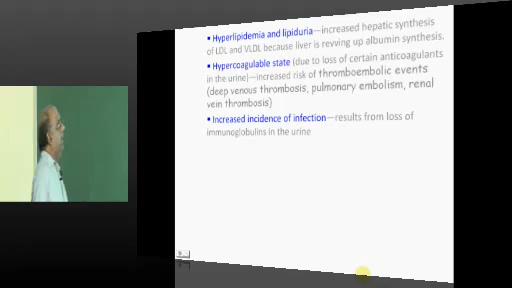 ▪ Hyperlipidemia and lipiduria—increased hepatic synthesis
of LDL and VLDL because liver is revving up albumin synthesis.
▪ Hypercoagulable state (due to loss of certain anticoagulants
in the urine)—increased risk of thromboembolic events
(deep venous thrombosis, pulmonary embolism, renal
vein thrombosis)
▪ Increased incidence of infection—results from loss of
immunoglobulins in the urine